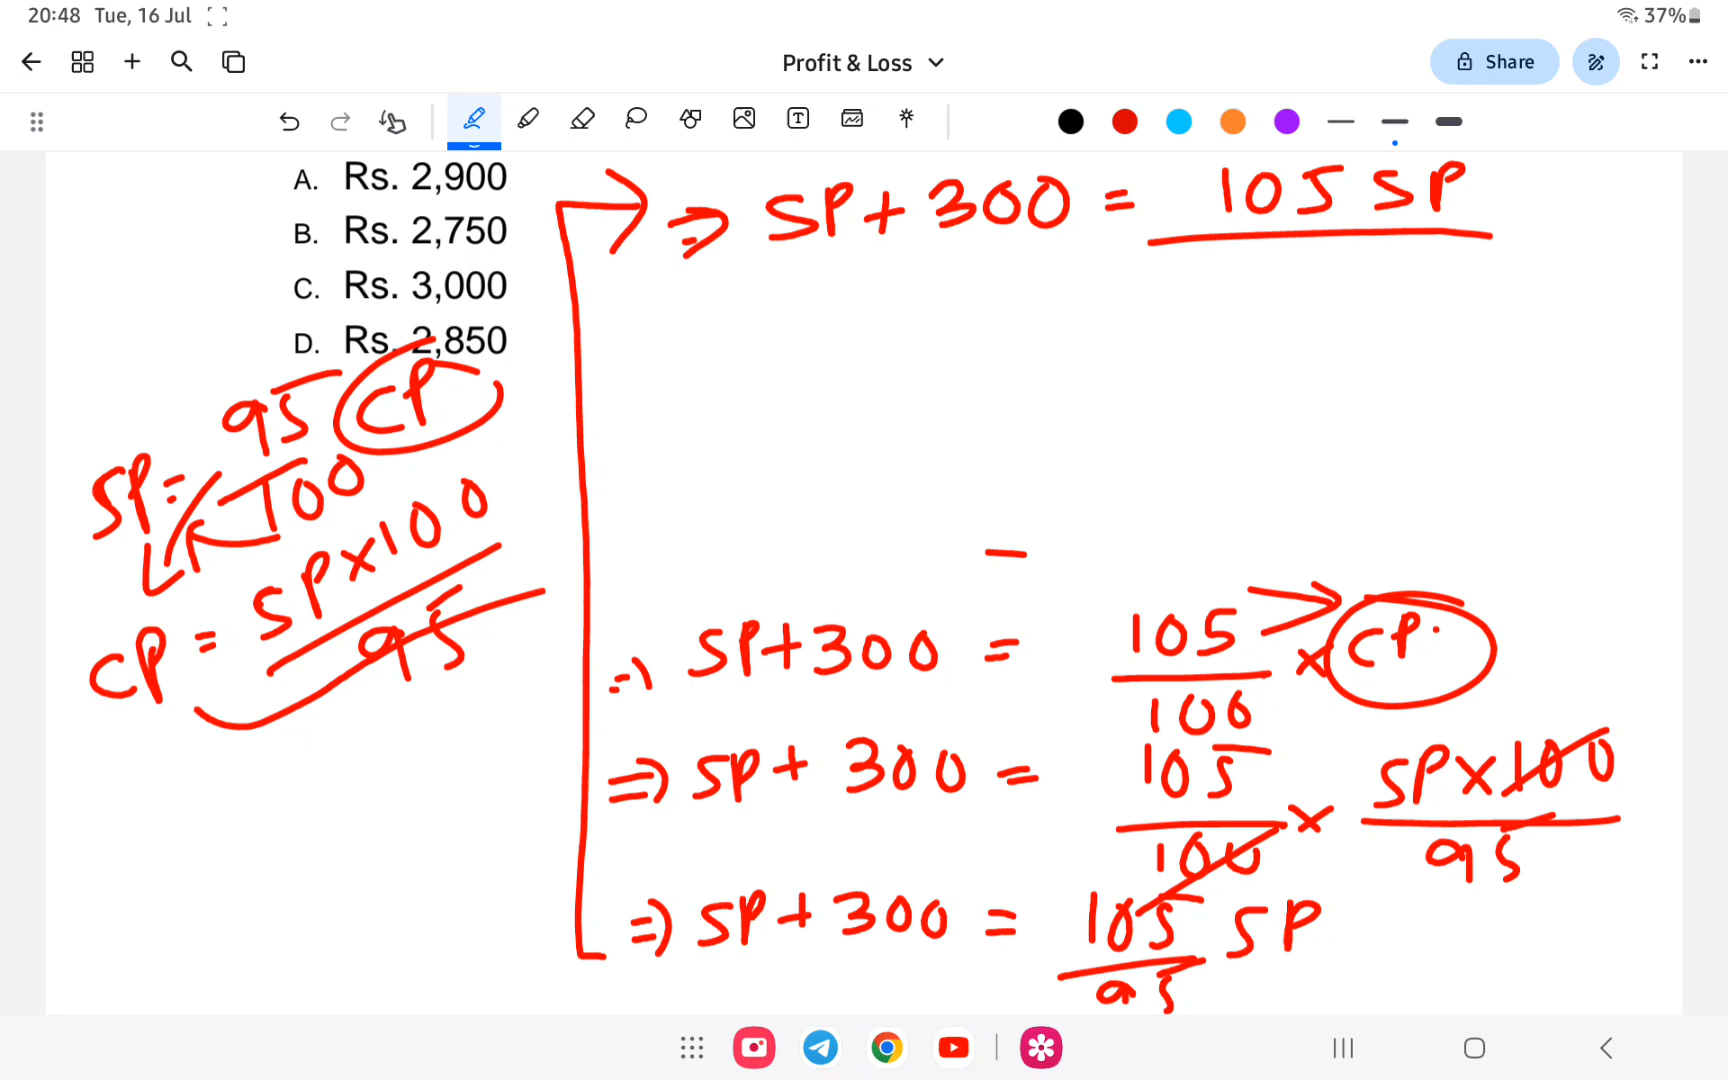 20:48 Tue, 16 Jul
37%
Profit & Loss
Share
A. Rs. 2,900
B. Rs. 2,750
C. Rs. 3,000
D. Rs. 2,850
SP = 95 CP / 100
CP = SP × 100 / 95
⇒ SP + 300 = 105 SP
⇒ SP + 300 = 105 / 100 × CP
⇒ SP + 300 = 105 / 100 × SP × 100 / 95
⇒ SP + 300 = 105 / 95 SP